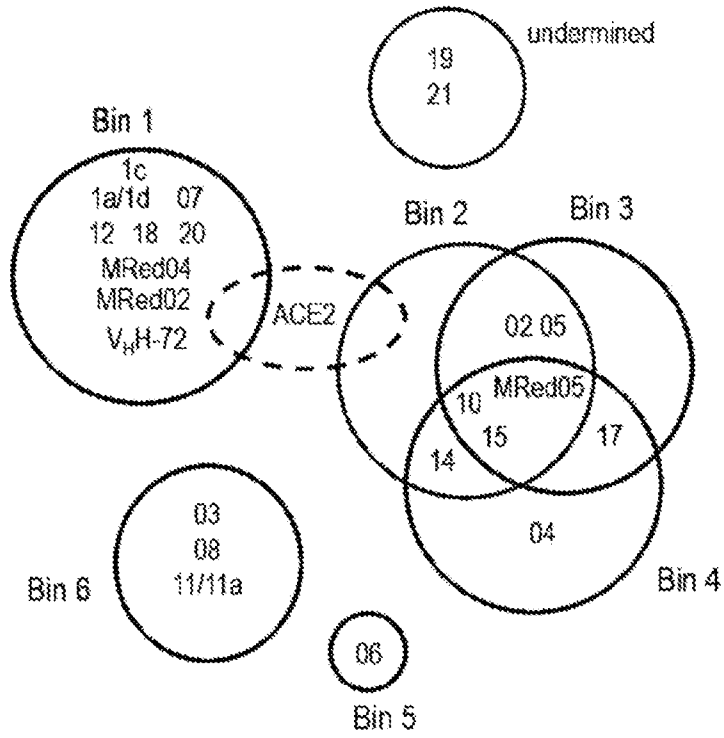 undermined
19
21
Bin 1
1c
1a/1d 07
12 18 20
MRed04
MRed02
VHH-72
ACE2
Bin 2
Bin 3
02 05
MRed05
10
15
14
17
04
Bin 4
03
08
11/11a
Bin 6
06
Bin 5